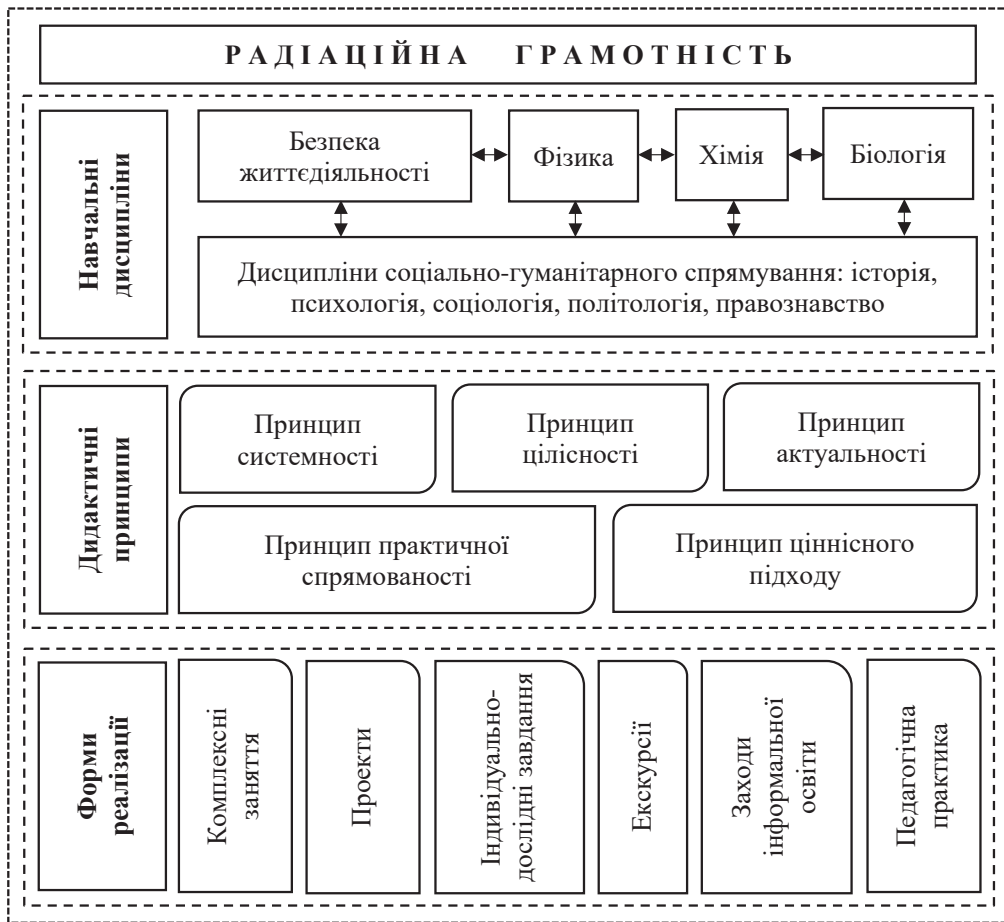 РАДІАЦІЙНА ГРАМОТНІСТЬ
Навчальні
дисципліни
Безпека
життєдіяльності
Фізика
Хімія
Біологія
Дисципліни соціально-гуманітарного спрямування: історія,
психологія, соціологія, політологія, правознавство
Дидактичні
принципи
Принцип
системності
Принцип
цілісності
Принцип
актуальності
Принцип практичної
спрямованості
Принцип ціннісного
підходу
Форми
реалізації
Комплексні
заняття
Проекти
Індивідуально-
дослідні завдання
Екскурсії
Заходи
інформальної
освіти
Педагогічна
практика